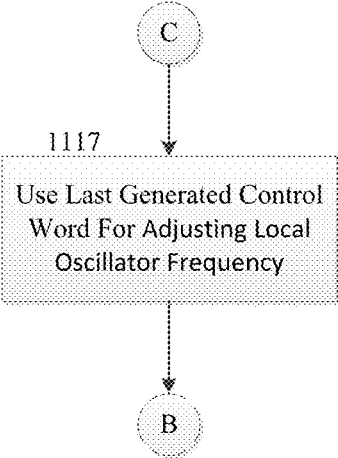 C
1117
Use Last Generated Control
Word For Adjusting Local
Oscillator Frequency
B